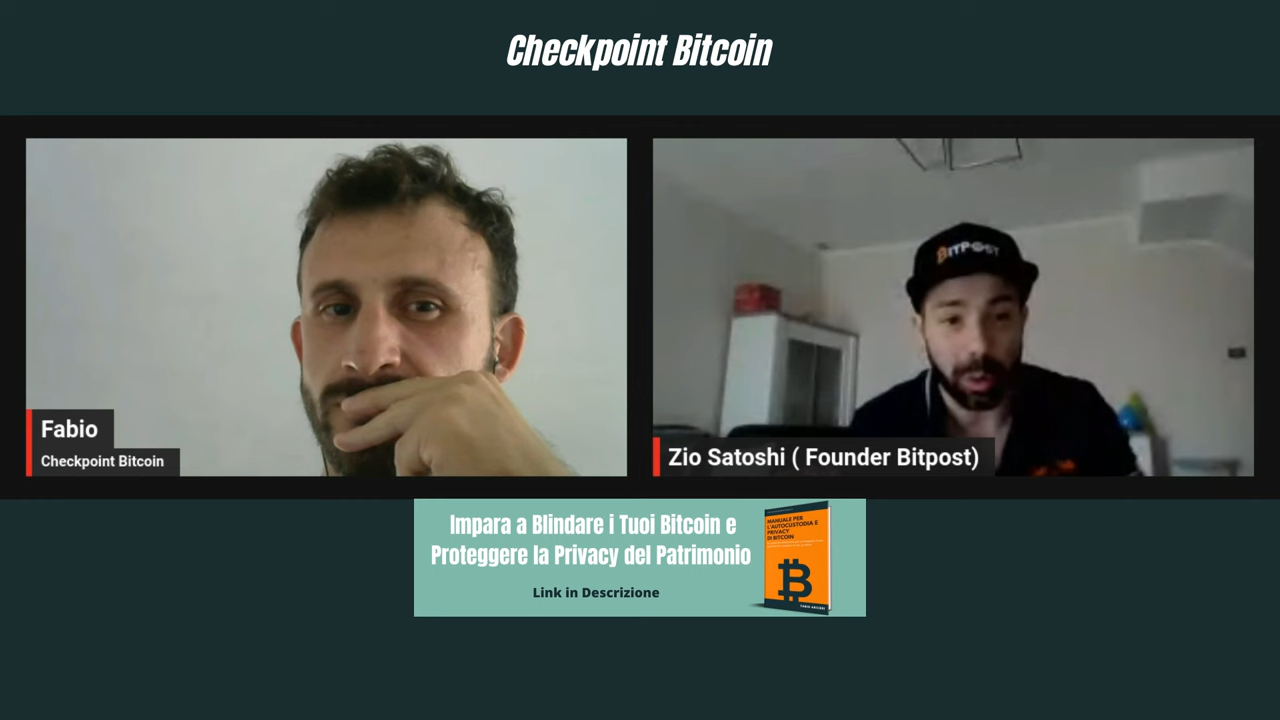 Checkpoint Bitcoin
BITPOST
Fabio
Checkpoint Bitcoin
Zio Satoshi ( Founder Bitpost)
Impara a Blindare i Tuoi Bitcoin e
Proteggere la Privacy del Patrimonio
Link in Descrizione
MANUALE PER
L'AUTOCUSTODIA E
PRIVACY
DI BITCOIN